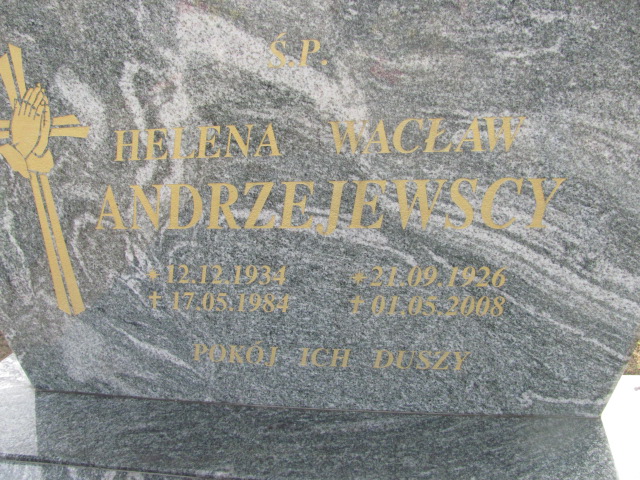 Ś.P.
HELENA WACŁAW
ANDRZEJEWSCY
* 12.12.1934 * 21.09.1926
† 17.05.1984 † 01.05.2008
POKÓJ ICH DUSZY